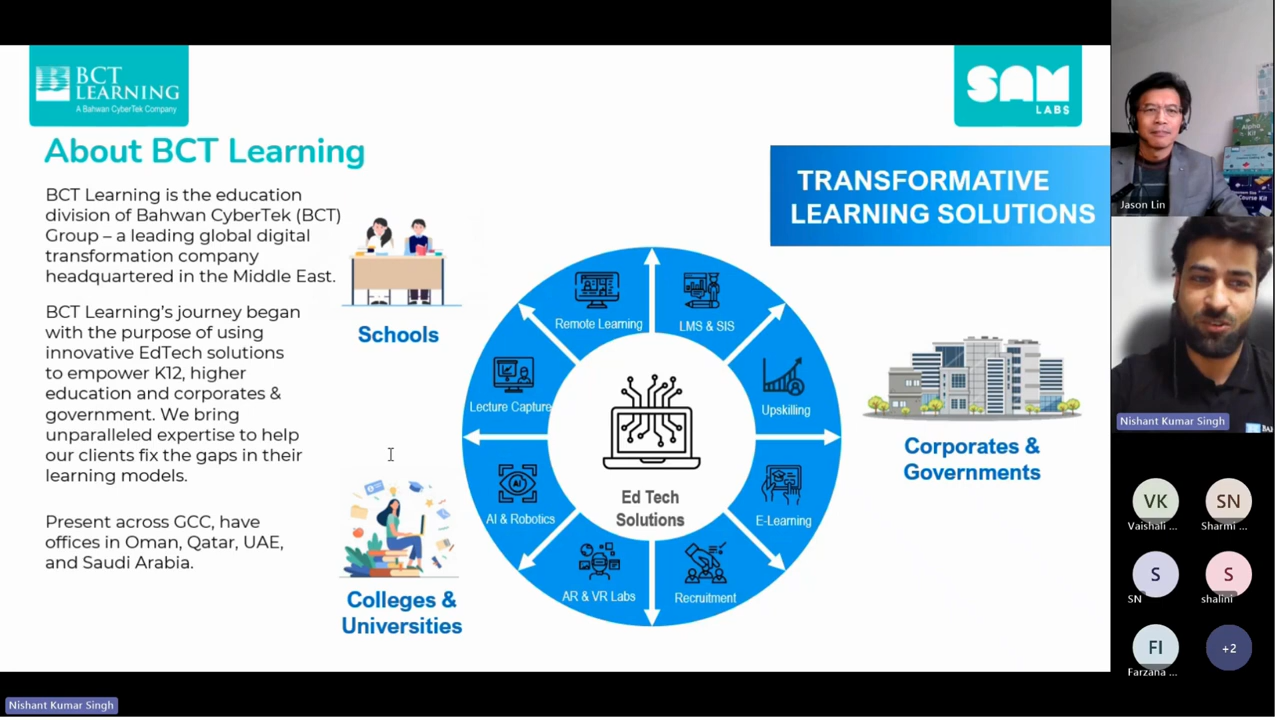 BCT
LEARNING
A Bahwan CyberTek Company
SAM
LABS
About BCT Learning
BCT Learning is the education
division of Bahwan CyberTek (BCT)
Group – a leading global digital
transformation company
headquartered in the Middle East.
BCT Learning's journey began
with the purpose of using
innovative EdTech solutions
to empower K12, higher
education and corporates &
government. We bring
unparalleled expertise to help
our clients fix the gaps in their
learning models.
Present across GCC, have
offices in Oman, Qatar, UAE,
and Saudi Arabia.
Schools
Colleges &
Universities
TRANSFORMATIVE
LEARNING SOLUTIONS
Remote Learning
LMS & SIS
Lecture Capture
Upskilling
AI
AI & Robotics
E-Learning
AR & VR Labs
Recruitment
Ed Tech
Solutions
Corporates &
Governments
Alpha
Kit
Course Kit
Jason Lin
Nishant Kumar Singh
VK
Vaishali ...
SN
Sharmi ...
S
SN
S
shalini
FI
Farzana ...
+2
Nishant Kumar Singh